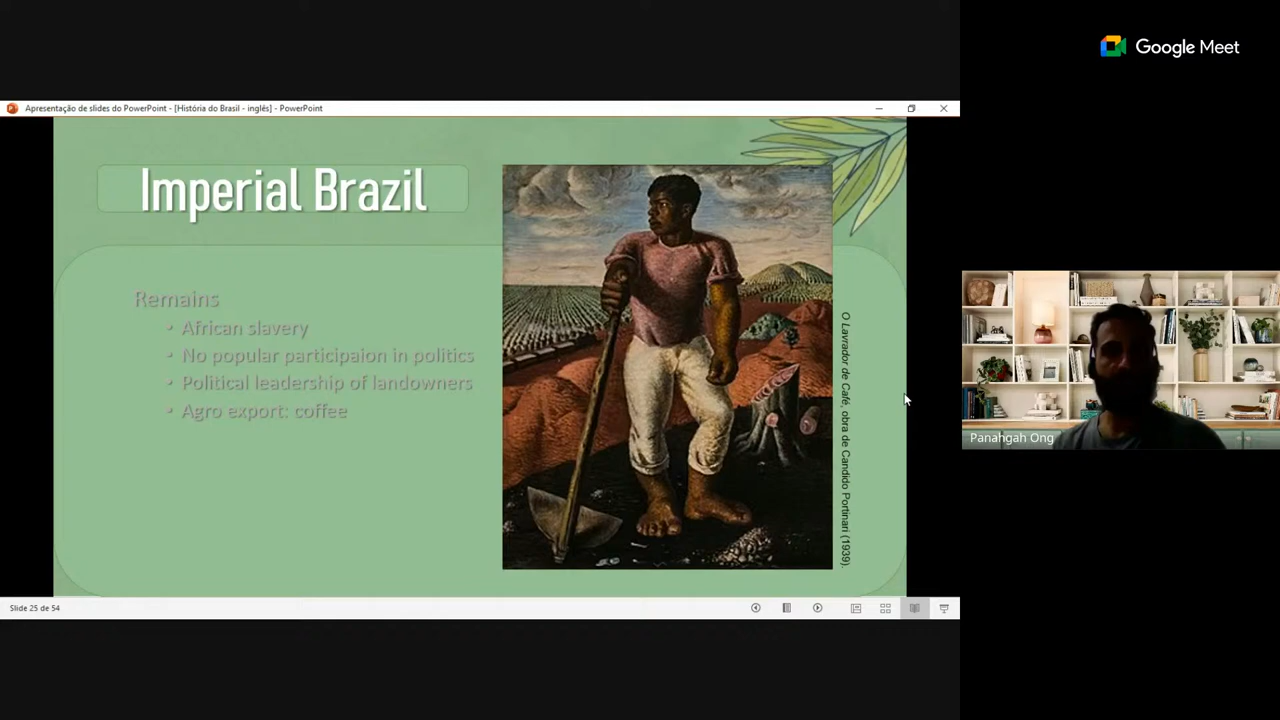 Google Meet
Apresentação de slides do PowerPoint - [História do Brasil - inglês] - PowerPoint
Imperial Brazil
Remains
• African slavery
• No popular participaion in politics
• Political leadership of landowners
• Agro export: coffee
O Lavrador de Café, obra de Candido Portinari (1939).
Panahgah Ong
Slide 25 de 54